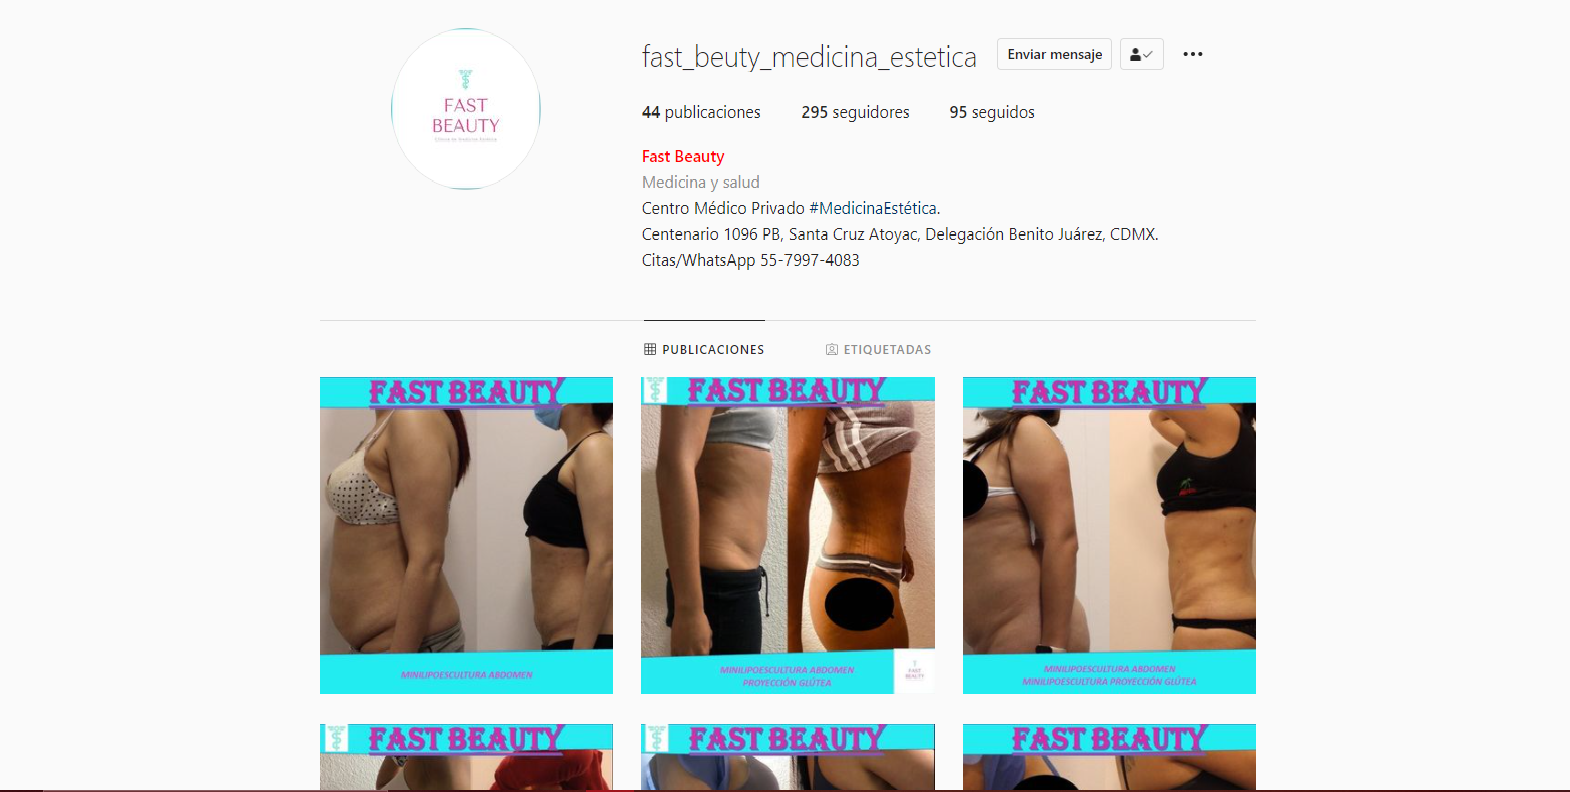 fast_beuty_medicina_estetica Enviar mensaje
44 publicaciones 295 seguidores 95 seguidos
FAST
BEAUTY
Fast Beauty
Medicina y salud
Centro Médico Privado #MedicinaEstética.
Centenario 1096 PB, Santa Cruz Atoyac, Delegación Benito Juárez, CDMX.
Citas/WhatsApp 55-7997-4083
PUBLICACIONES ETIQUETADAS
FAST BEAUTY
MINILIPOESCULTURA ABDOMEN
FAST BEAUTY
MINILIPOESCULTURA ABDOMEN
PROYECCIÓN GLÚTEA
FAST
BEAUTY
FAST BEAUTY
MINILIPOESCULTURA ABDOMEN
MINILIPOESCULTURA PROYECCIÓN GLÚTEA
FAST BEAUTY
FAST BEAUTY
FAST BEAUTY